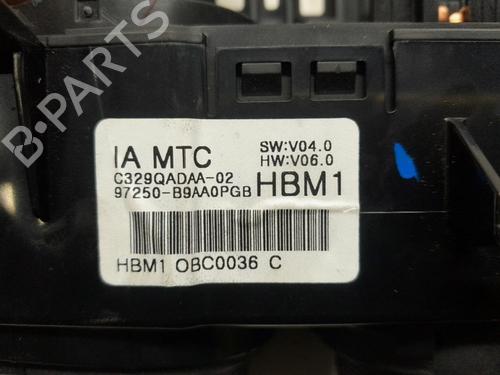 IA MTC
SW:V04.0
HW:V06.0
C329QADAA-02
97250-B9AA0PGB
HBM1
HBM1 OBC0036 C
B-PARTS